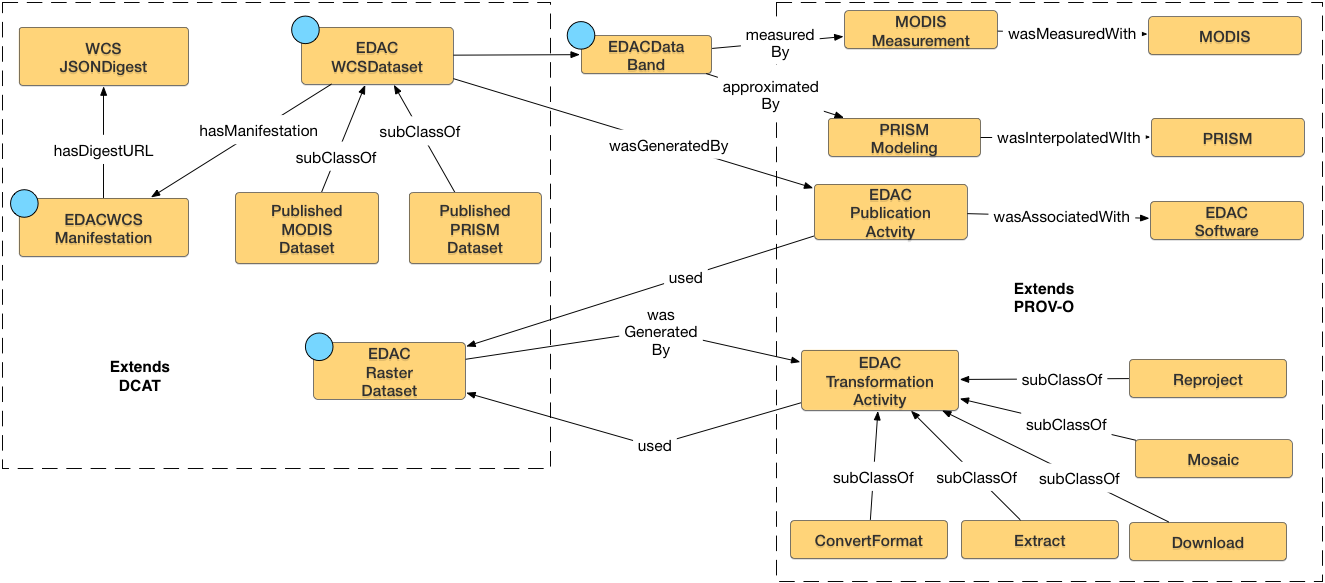 WCS
JSONDigest
EDAC
WCSDataset
EDACData
Band
measured
By
MODIS
Measurement
wasMeasuredWith
MODIS
approximated
By
PRISM
Modeling
wasInterpolatedWIth
PRISM
hasManifestation
subClassOf
subClassOf
hasDigestURL
wasGeneratedBy
EDACWCS
Manifestation
Published
MODIS
Dataset
Published
PRISM
Dataset
EDAC
Publication
Actvity
wasAssociatedWith
EDAC
Software
used
Extends
PROV-O
was
Generated
By
Extends
DCAT
EDAC
Raster
Dataset
EDAC
Transformation
Activity
subClassOf
Reproject
subClassOf
Mosaic
used
subClassOf
subClassOf
subClassOf
ConvertFormat
Extract
Download